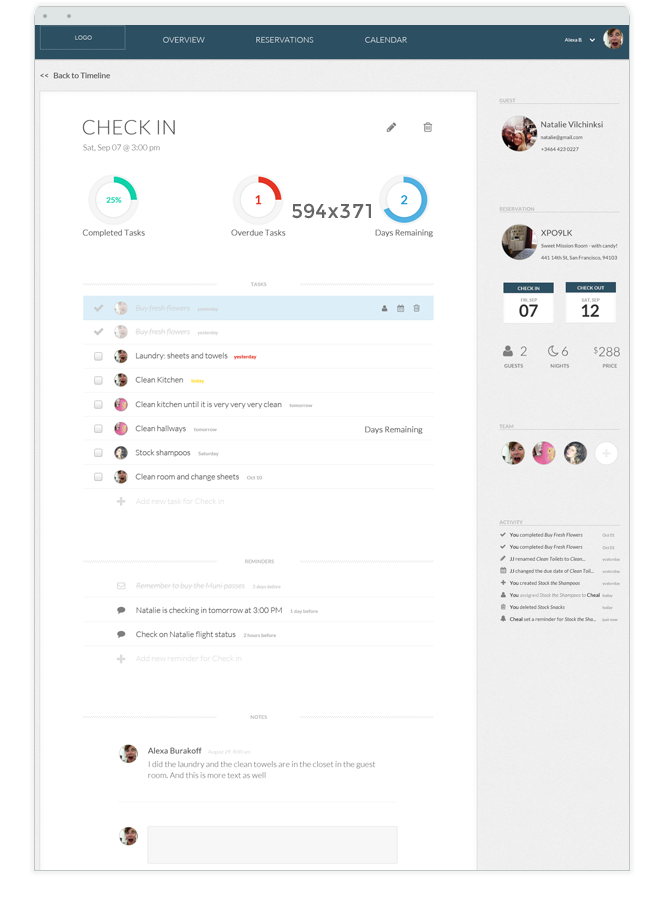 LOGO
OVERVIEW
RESERVATIONS
CALENDAR
Alexa B.
<< Back to Timeline
CHECK IN
Sat, Sep 07 @ 3:00 pm
25%
Completed Tasks
1
Overdue Tasks
594x371
2
Days Remaining
TASKS
Buy fresh flowers yesterday
Buy fresh flowers yesterday
Laundry: sheets and towels yesterday
Clean Kitchen today
Clean kitchen until it is very very very clean tomorrow
Clean hallways tomorrow
Days Remaining
Stock shampoos Saturday
Clean room and change sheets Oct 10
Add new task for Check in
REMINDERS
Remember to buy the Muni passes 2 days before
Natalie is checking in tomorrow at 3:00 PM 1 day before
Check on Natalie flight status 2 hours before
Add new reminder for Check in
NOTES
Alexa Burakoff
I did the laundry and the clean towels are in the closet in the guest
room. And this is more text as well
GUEST
Natalie Vilchinksi
natalie@gmail.com
+3464 423 0227
RESERVATION
XPO9LK
Sweet Mission Room - with candy!
441 14th St, San Francisco, 94103
CHECK IN
FRI, SEP
07
CHECK OUT
SAT, SEP
12
2
GUESTS
6
NIGHTS
$288
PRICE
TEAM
ACTIVITY
You completed Buy Fresh Flowers Oct 03
You completed Buy Fresh Flowers Oct 03
JJ renamed Clean Toilets to Clean... yesterday
JJ changed the due date of Clean Toil... yesterday
You created Stock the Shampoos yesterday
You assigned Stock the Shampoos to Cheal today
You deleted Stock Snacks today
Cheal set a reminder for Stock the Sha... just now